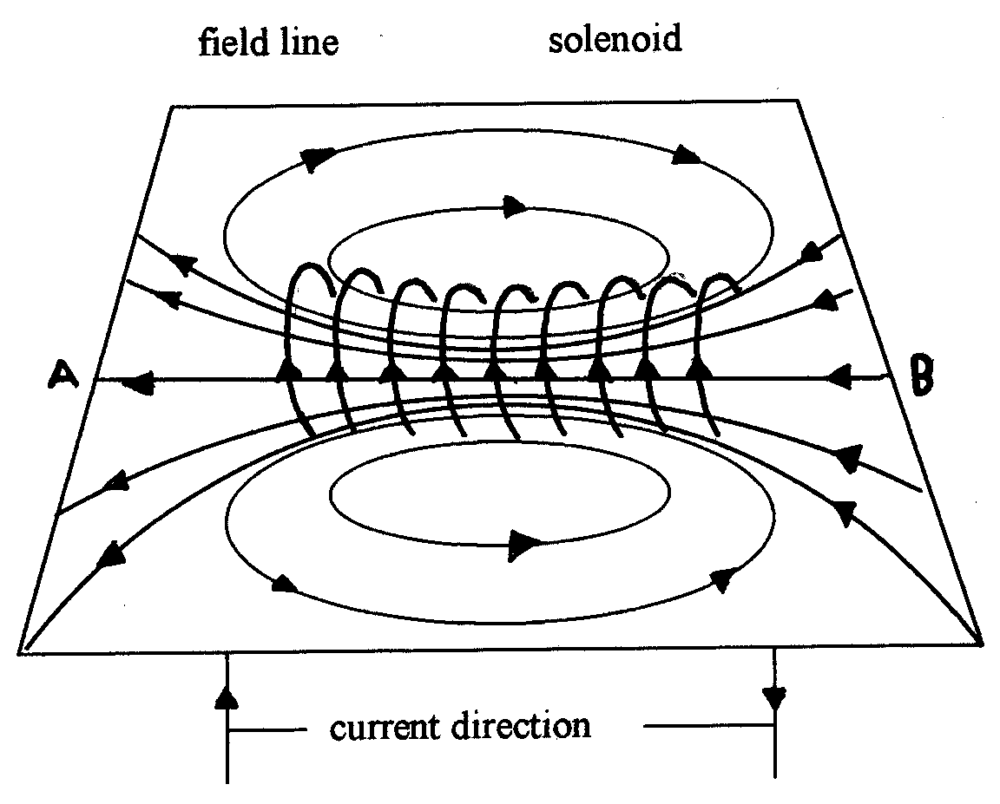 field line
solenoid
A
B
current direction